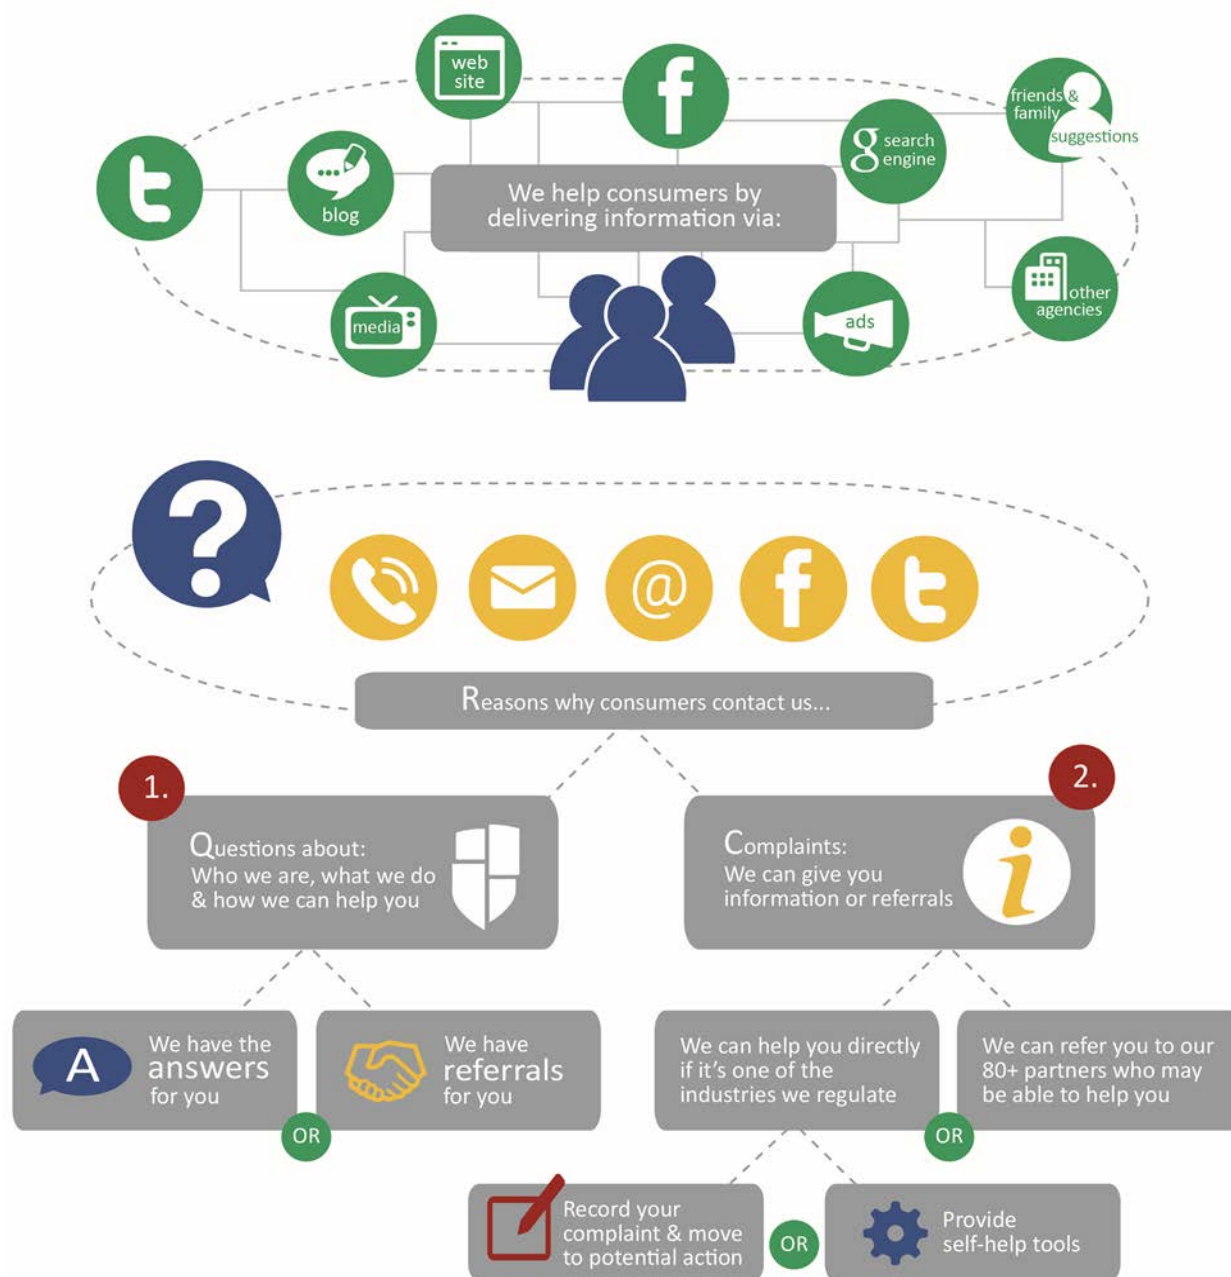 web
site
f
friends &
family
suggestions
g search
engine
t
blog
We help consumers by
delivering information via:
other
agencies
media
ads
?
@
f
t
Reasons why consumers contact us...
1.
Questions about:
Who we are, what we do
& how we can help you
2.
Complaints:
We can give you
information or referrals
i
A
We have the
answers
for you
OR
We have
referrals
for you
We can help you directly
if it's one of the
industries we regulate
OR
We can refer you to our
80+ partners who may
be able to help you
Record your
complaint & move
to potential action
OR
Provide
self-help tools